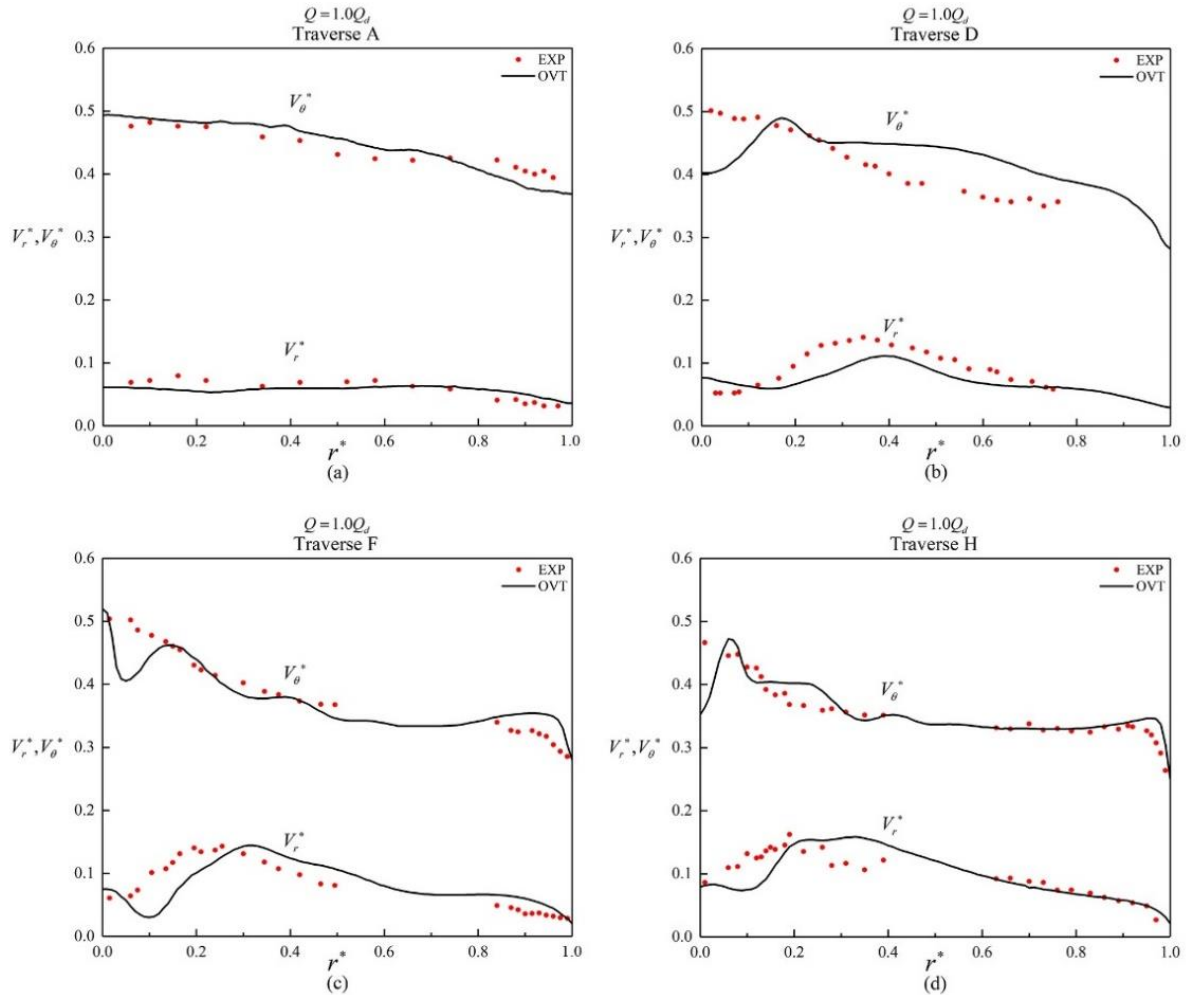 Q = 1.0Q_d
Traverse A
EXP
OVT
V_θ^*
V_r^*
V_r^*, V_θ^*
0.6
0.5
0.4
0.3
0.2
0.1
0.0
0.0 0.2 0.4 0.6 0.8 1.0
r^*
(a)
Q = 1.0Q_d
Traverse D
EXP
OVT
V_θ^*
V_r^*
V_r^*, V_θ^*
0.6
0.5
0.4
0.3
0.2
0.1
0.0
0.0 0.2 0.4 0.6 0.8 1.0
r^*
(b)
Q = 1.0Q_d
Traverse F
EXP
OVT
V_θ^*
V_r^*
V_r^*, V_θ^*
0.6
0.5
0.4
0.3
0.2
0.1
0.0
0.0 0.2 0.4 0.6 0.8 1.0
r^*
(c)
Q = 1.0Q_d
Traverse H
EXP
OVT
V_θ^*
V_r^*
V_r^*, V_θ^*
0.6
0.5
0.4
0.3
0.2
0.1
0.0
0.0 0.2 0.4 0.6 0.8 1.0
r^*
(d)